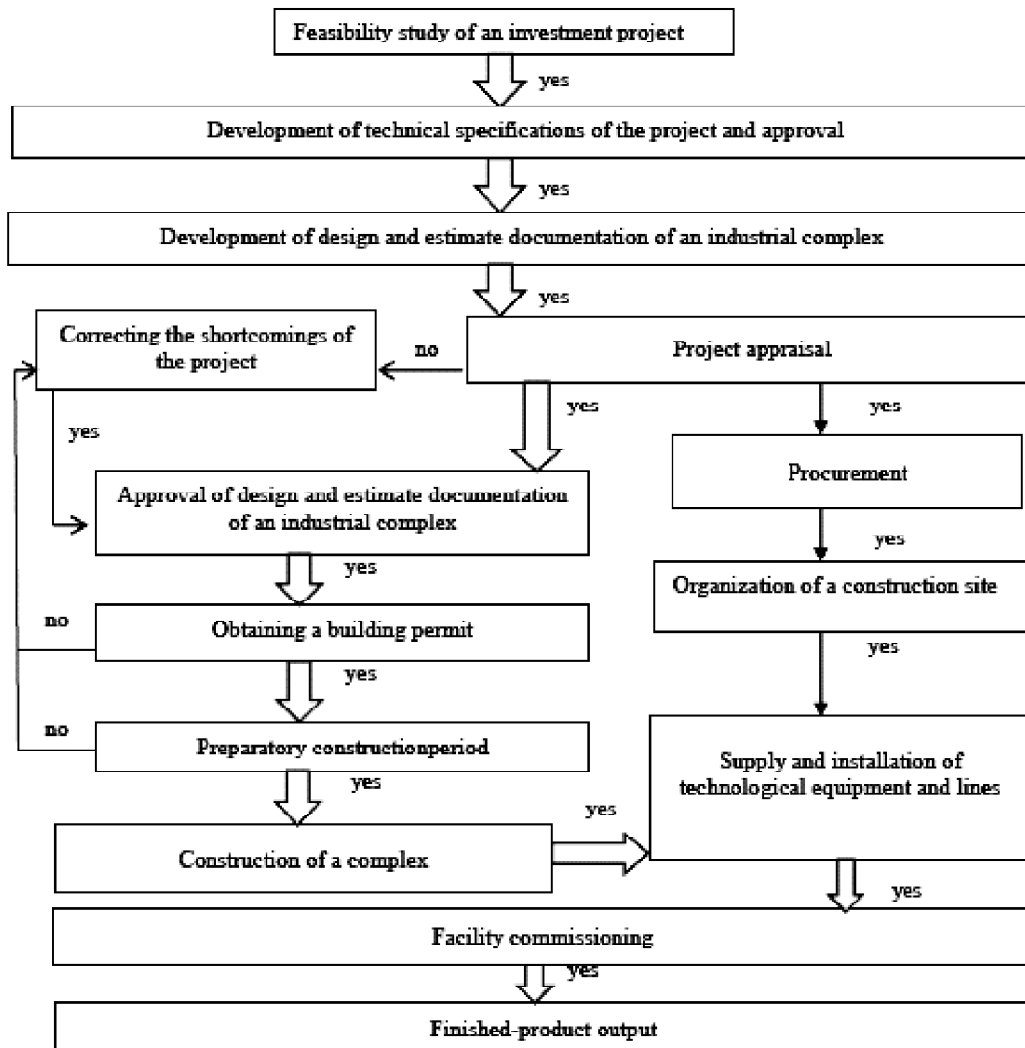 Feasibility study of an investment project
yes
Development of technical specifications of the project and approval
yes
Development of design and estimate documentation of an industrial complex
yes
Correcting the shortcomings of
the project
no
Project appraisal
yes
yes
yes
Procurement
Approval of design and estimate documentation
of an industrial complex
yes
yes
Organization of a construction site
no
Obtaining a building permit
yes
yes
no
Preparatory constructionperiod
Supply and installation of
technological equipment and lines
yes
yes
Construction of a complex
yes
Facility commissioning
yes
Finished-product output